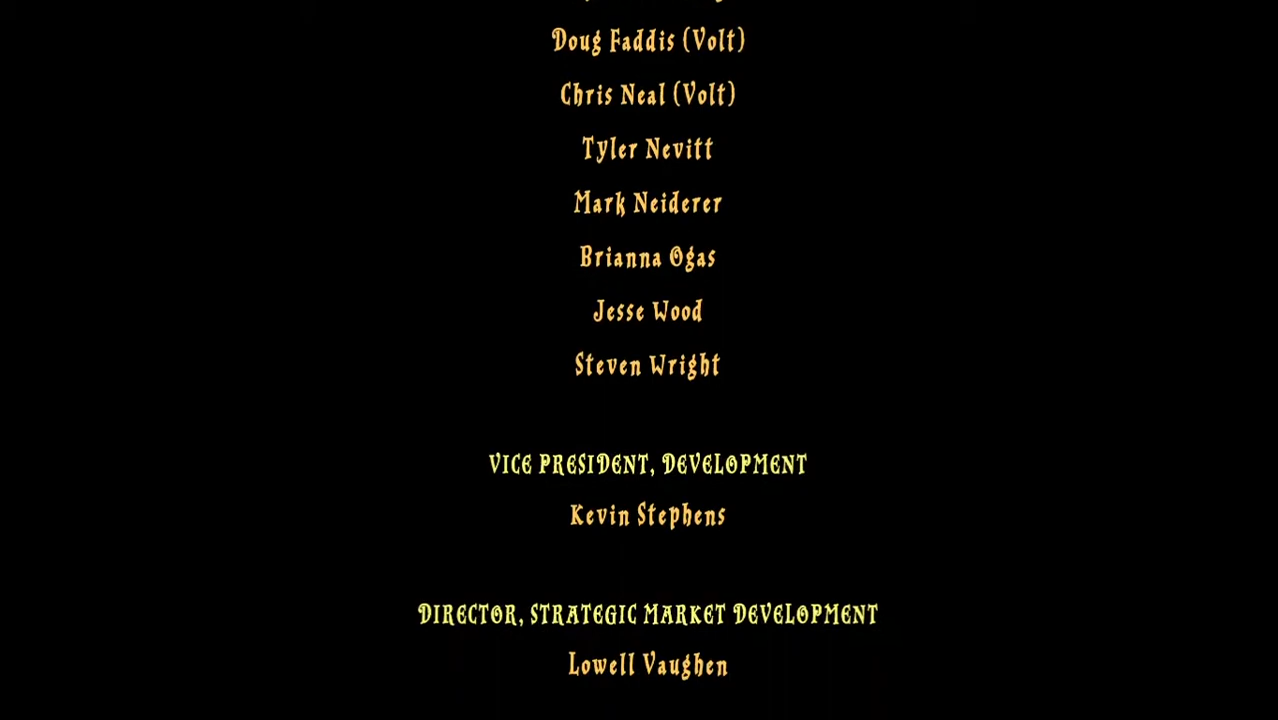 Doug Faddis (Volt)
Chris Neal (Volt)
Tyler Nevitt
Mark Neiderer
Brianna Ogas
Jesse Wood
Steven Wright
VICE PRESIDENT, DEVELOPMENT
Kevin Stephens
DIRECTOR, STRATEGIC MARKET DEVELOPMENT
Lowell Vaughen